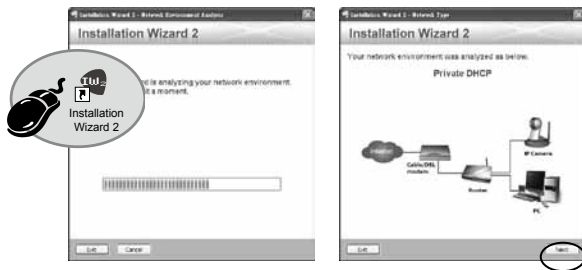 Installation Wizard 2 - Network Environment Analysis
Installation Wizard 2
is analyzing your network environment.
it a moment.
IW2
Installation
Wizard 2
Exit
Cancel
Installation Wizard 2 - Network Type
Installation Wizard 2
Your network environment was analyzed as below.
Private DHCP
Internet
Cable/DSL
modem
IP Camera
Router
PC
Exit
Next